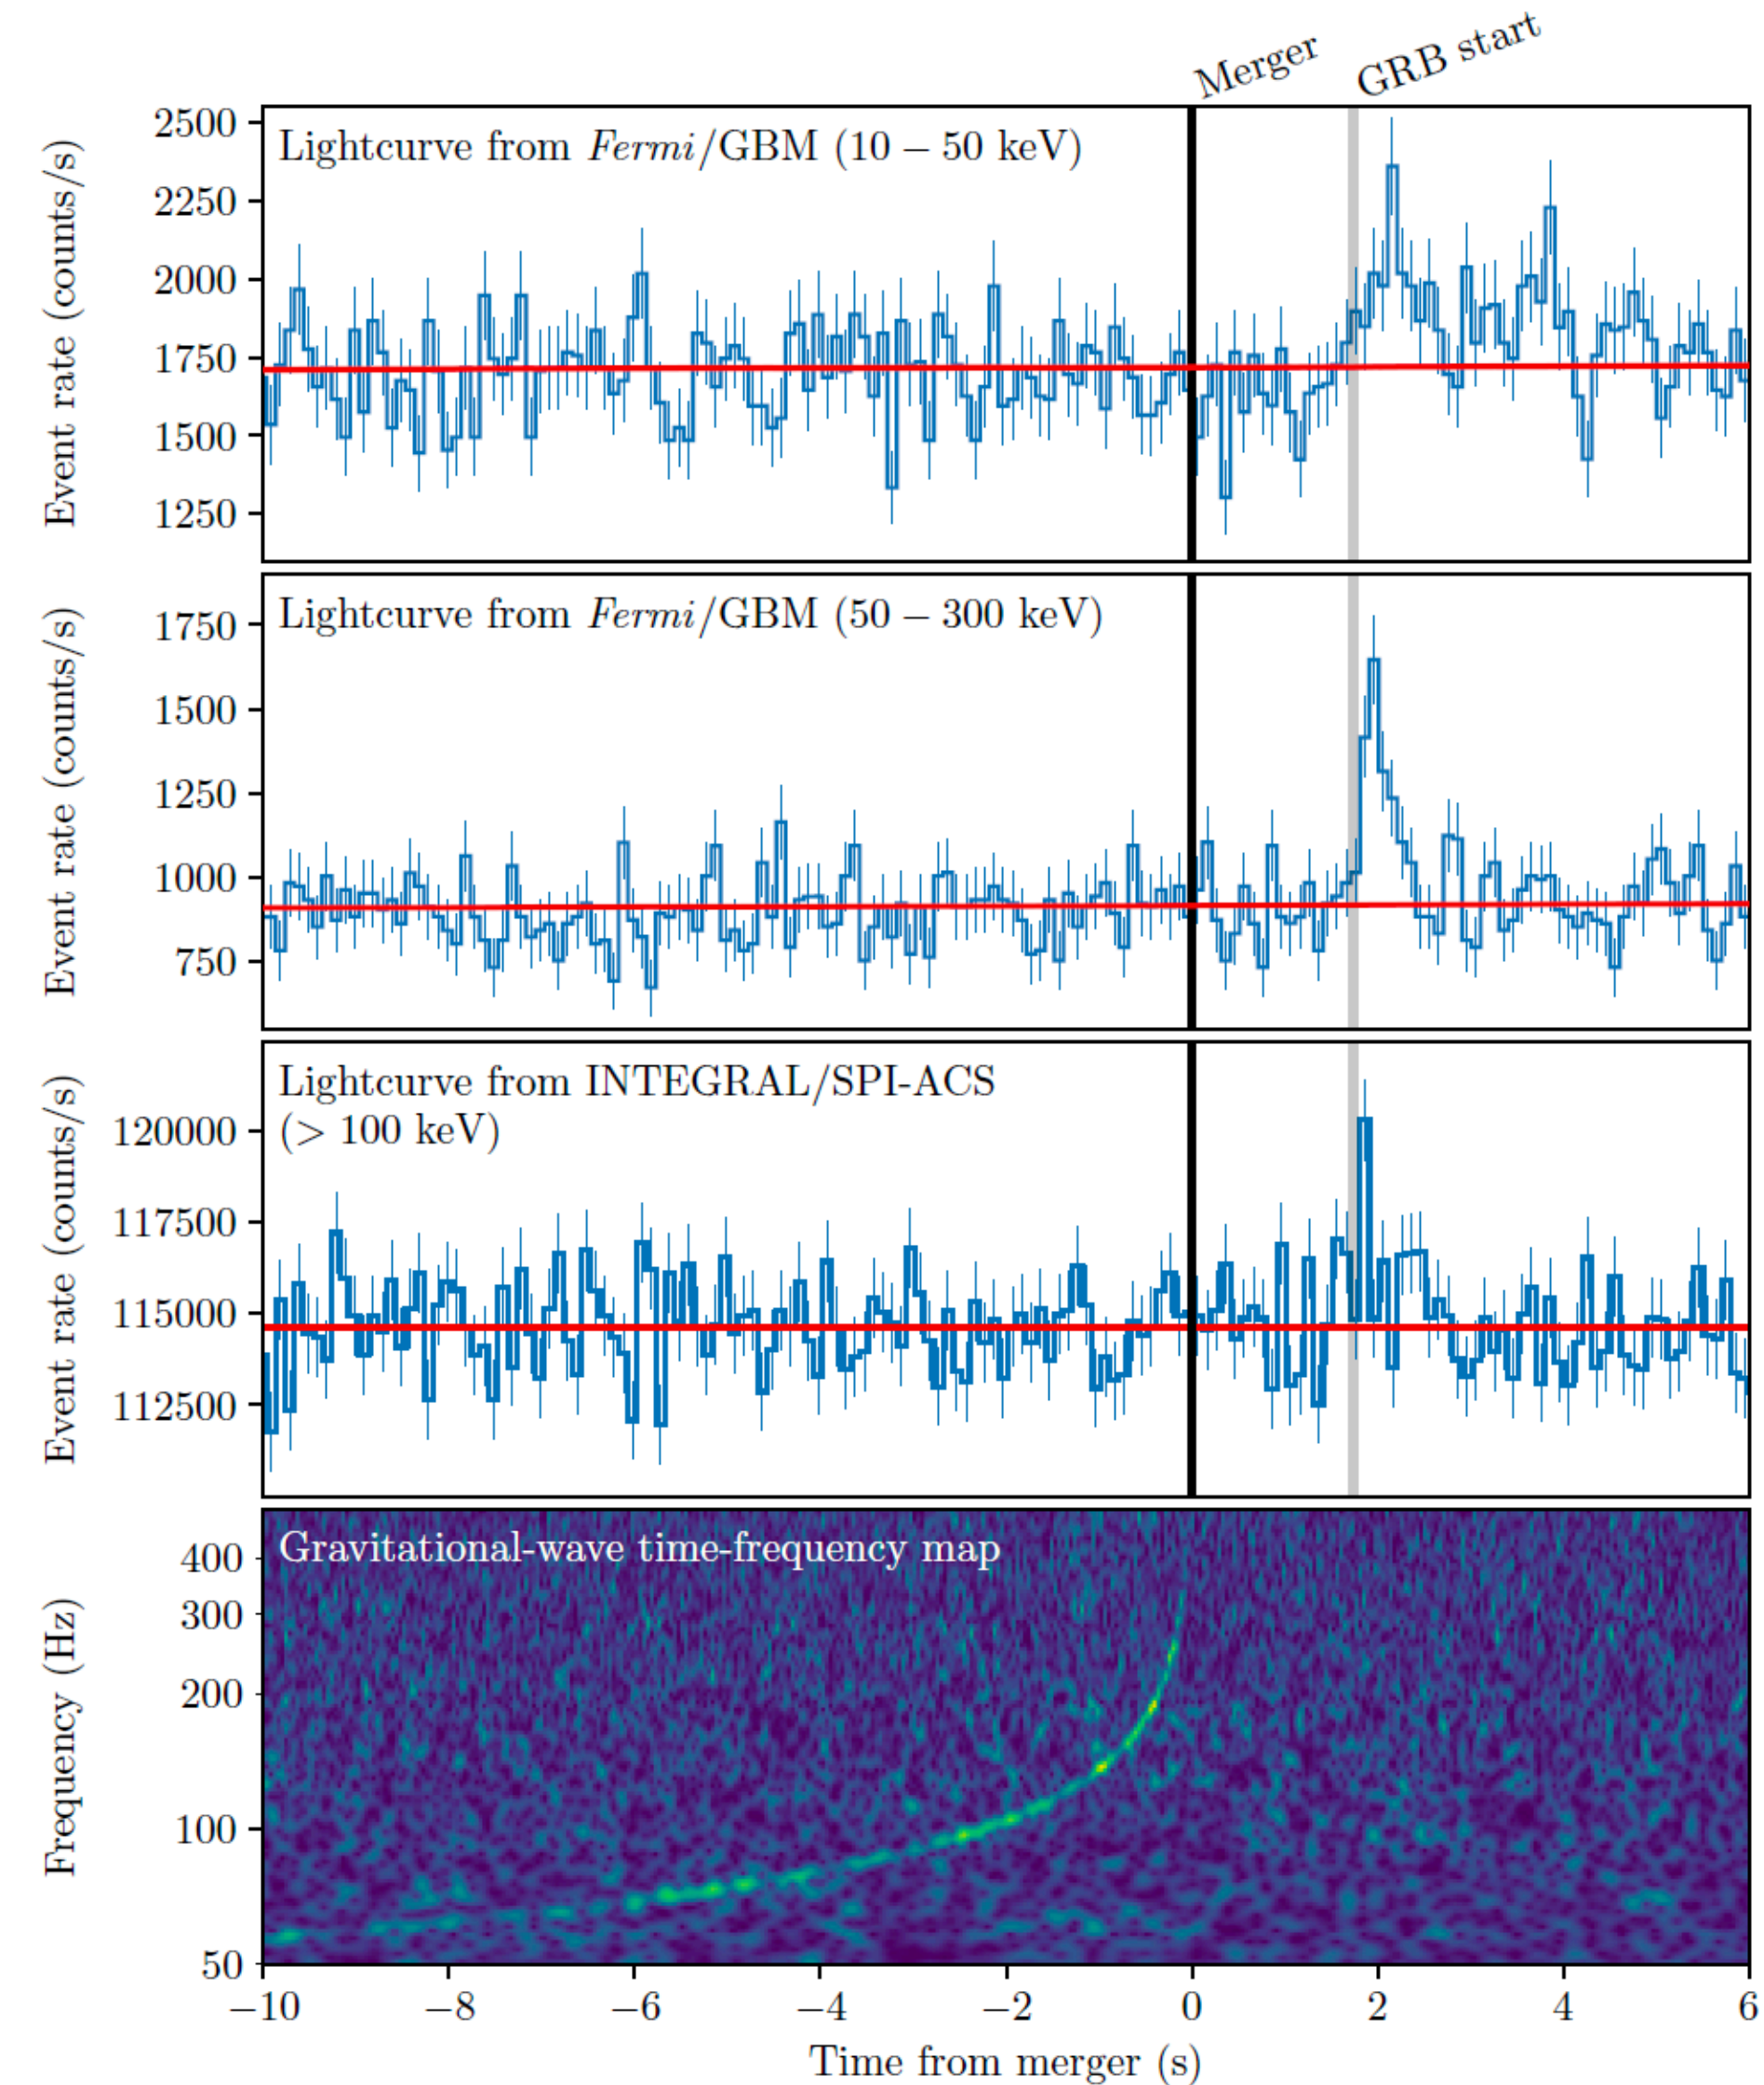 Merger
GRB start
Lightcurve from Fermi/GBM (10 – 50 keV)
Event rate (counts/s)
2500
2250
2000
1750
1500
1250
Lightcurve from Fermi/GBM (50 – 300 keV)
Event rate (counts/s)
1750
1500
1250
1000
750
Lightcurve from INTEGRAL/SPI-ACS
(> 100 keV)
Event rate (counts/s)
120000
117500
115000
112500
Gravitational-wave time-frequency map
Frequency (Hz)
400
300
200
100
50
−10 −8 −6 −4 −2 0 2 4 6
Time from merger (s)